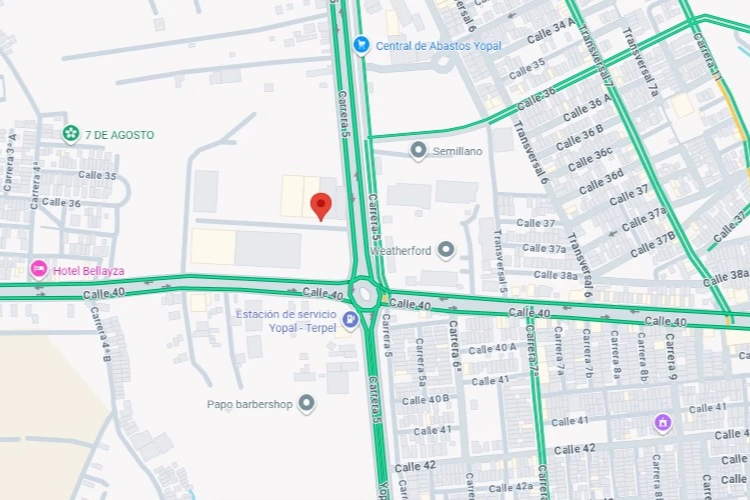 Calle 34 A
Transversal 7
Transversal 7a
Carrera 11
Central de Abastos Yopal
Calle 35
Calle 36
Carrera 5
Calle 36 A
Calle 36 B
Calle 36c
Calle 36d
Transversal 6
7 DE AGOSTO
Semillano
Carrera 3ª A
Carrera 4ª
Calle 35
Calle 36
Calle 37
Calle 37a
Calle 37B
Carrera 5
Calle 37
Calle 37a
Transversal 5
Transversal 6
Weatherford
Hotel Bellayza
Calle 38a
Calle 38a
Calle 40
Calle 40
Calle 40
Calle 40
Calle 40
Estación de servicio
Yopal - Terpel
Carrera 4ª B
Carrera 5
Carrera 5a
Carrera 6ª
Calle 40 A
Carrera 7ª
Carrera 7a
Carrera 7b
Carrera 8a
Carrera 8b
Carrera 9
Calle 41
Calle 40B
Carrera 5
Papo barbershop
Calle 41
Calle 41
Calle 42
Calle 42
Calle 42a